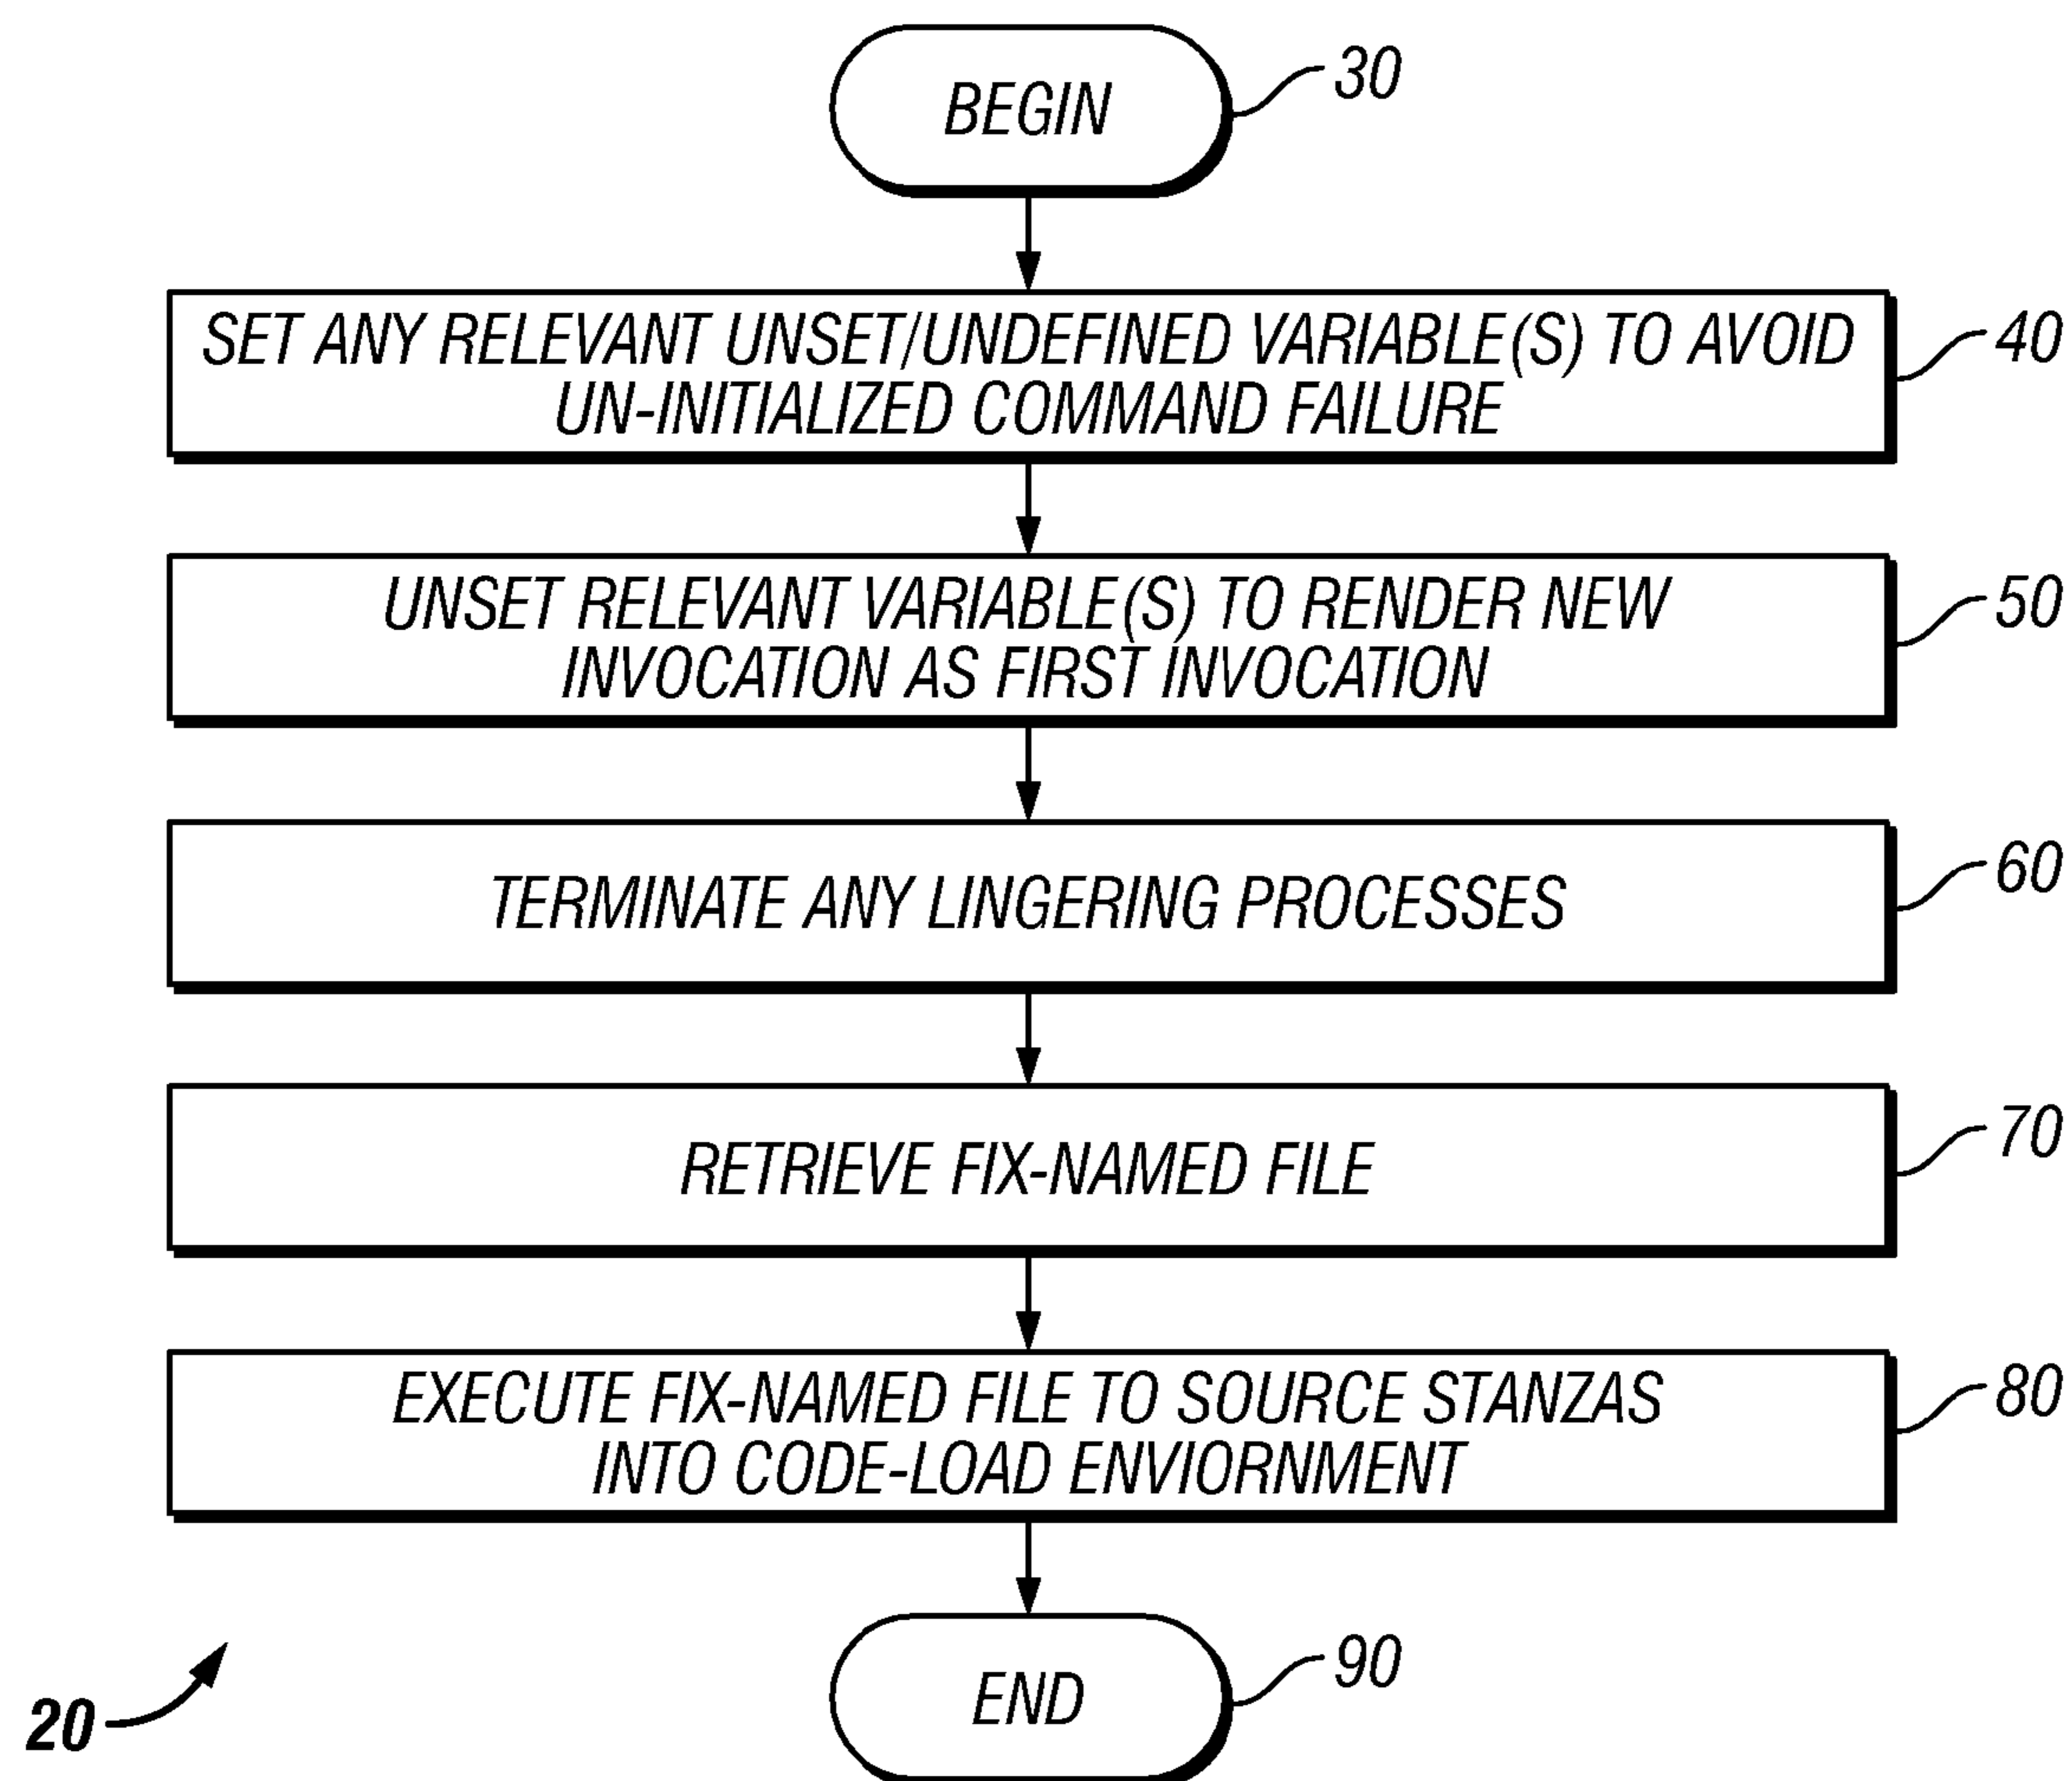 BEGIN
30
SET ANY RELEVANT UNSET/UNDEFINED VARIABLE(S) TO AVOID
UN-INITIALIZED COMMAND FAILURE
40
UNSET RELEVANT VARIABLE(S) TO RENDER NEW
INVOCATION AS FIRST INVOCATION
50
TERMINATE ANY LINGERING PROCESSES
60
RETRIEVE FIX-NAMED FILE
70
EXECUTE FIX-NAMED FILE TO SOURCE STANZAS
INTO CODE-LOAD ENVIORNMENT
80
END
90
20